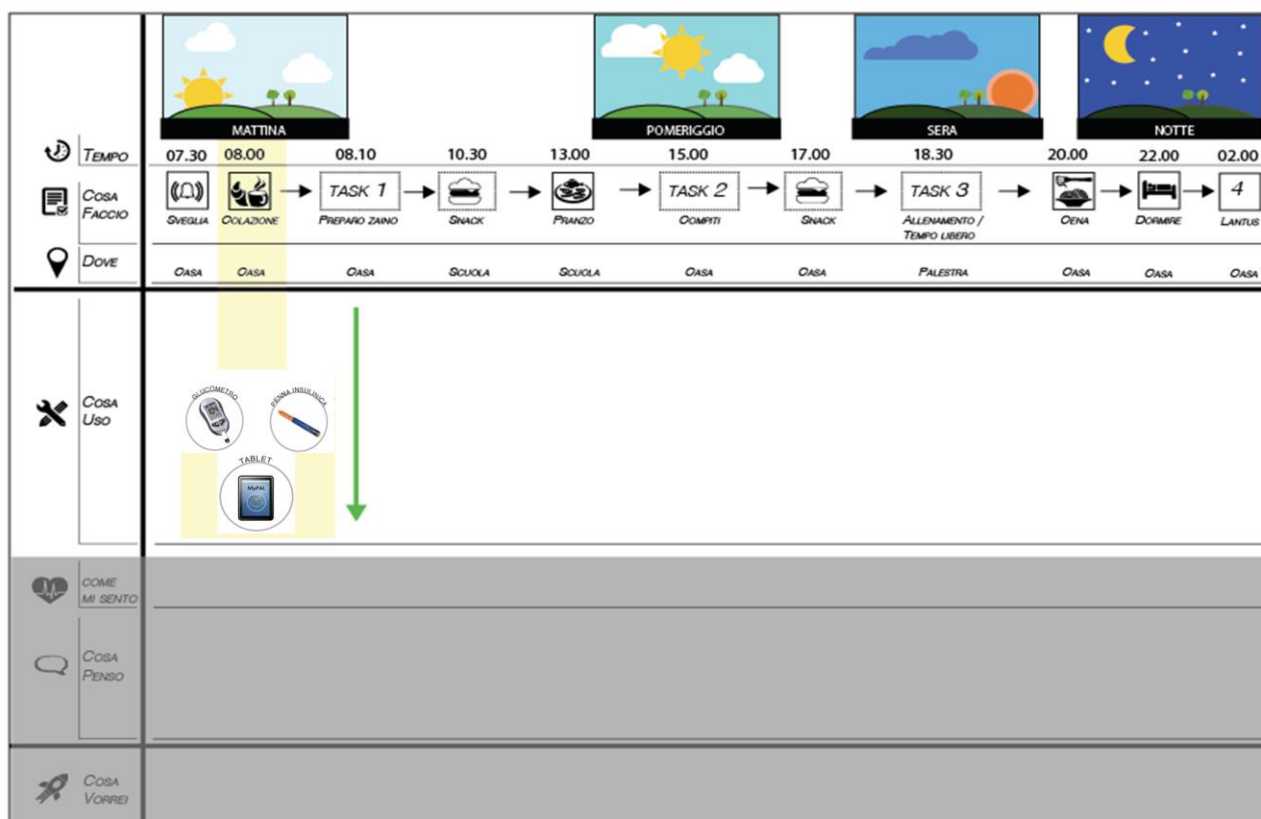 MATTINA
POMERIGGIO
SERA
NOTTE
TEMPO
07.30 08.00 08.10 10.30 13.00 15.00 17.00 18.30 20.00 22.00 02.00
COSA
FACCIO
TASK 1
TASK 2
TASK 3
4
SVEGLIA COLAZIONE PREPARO ZAINO SNACK PRANZO COMPITI SNACK ALLENAMENTO / CENA DORMIRE LANTUS
TEMPO LIBERO
DOVE
CASA CASA CASA SCUOLA SCUOLA CASA CASA PALESTRA CASA CASA CASA
COSA
USO
GLUCOMETRO
PENNA INSULINICA
TABLET
MyPAL
COME
MI SENTO
COSA
PENSO
COSA
VORREI